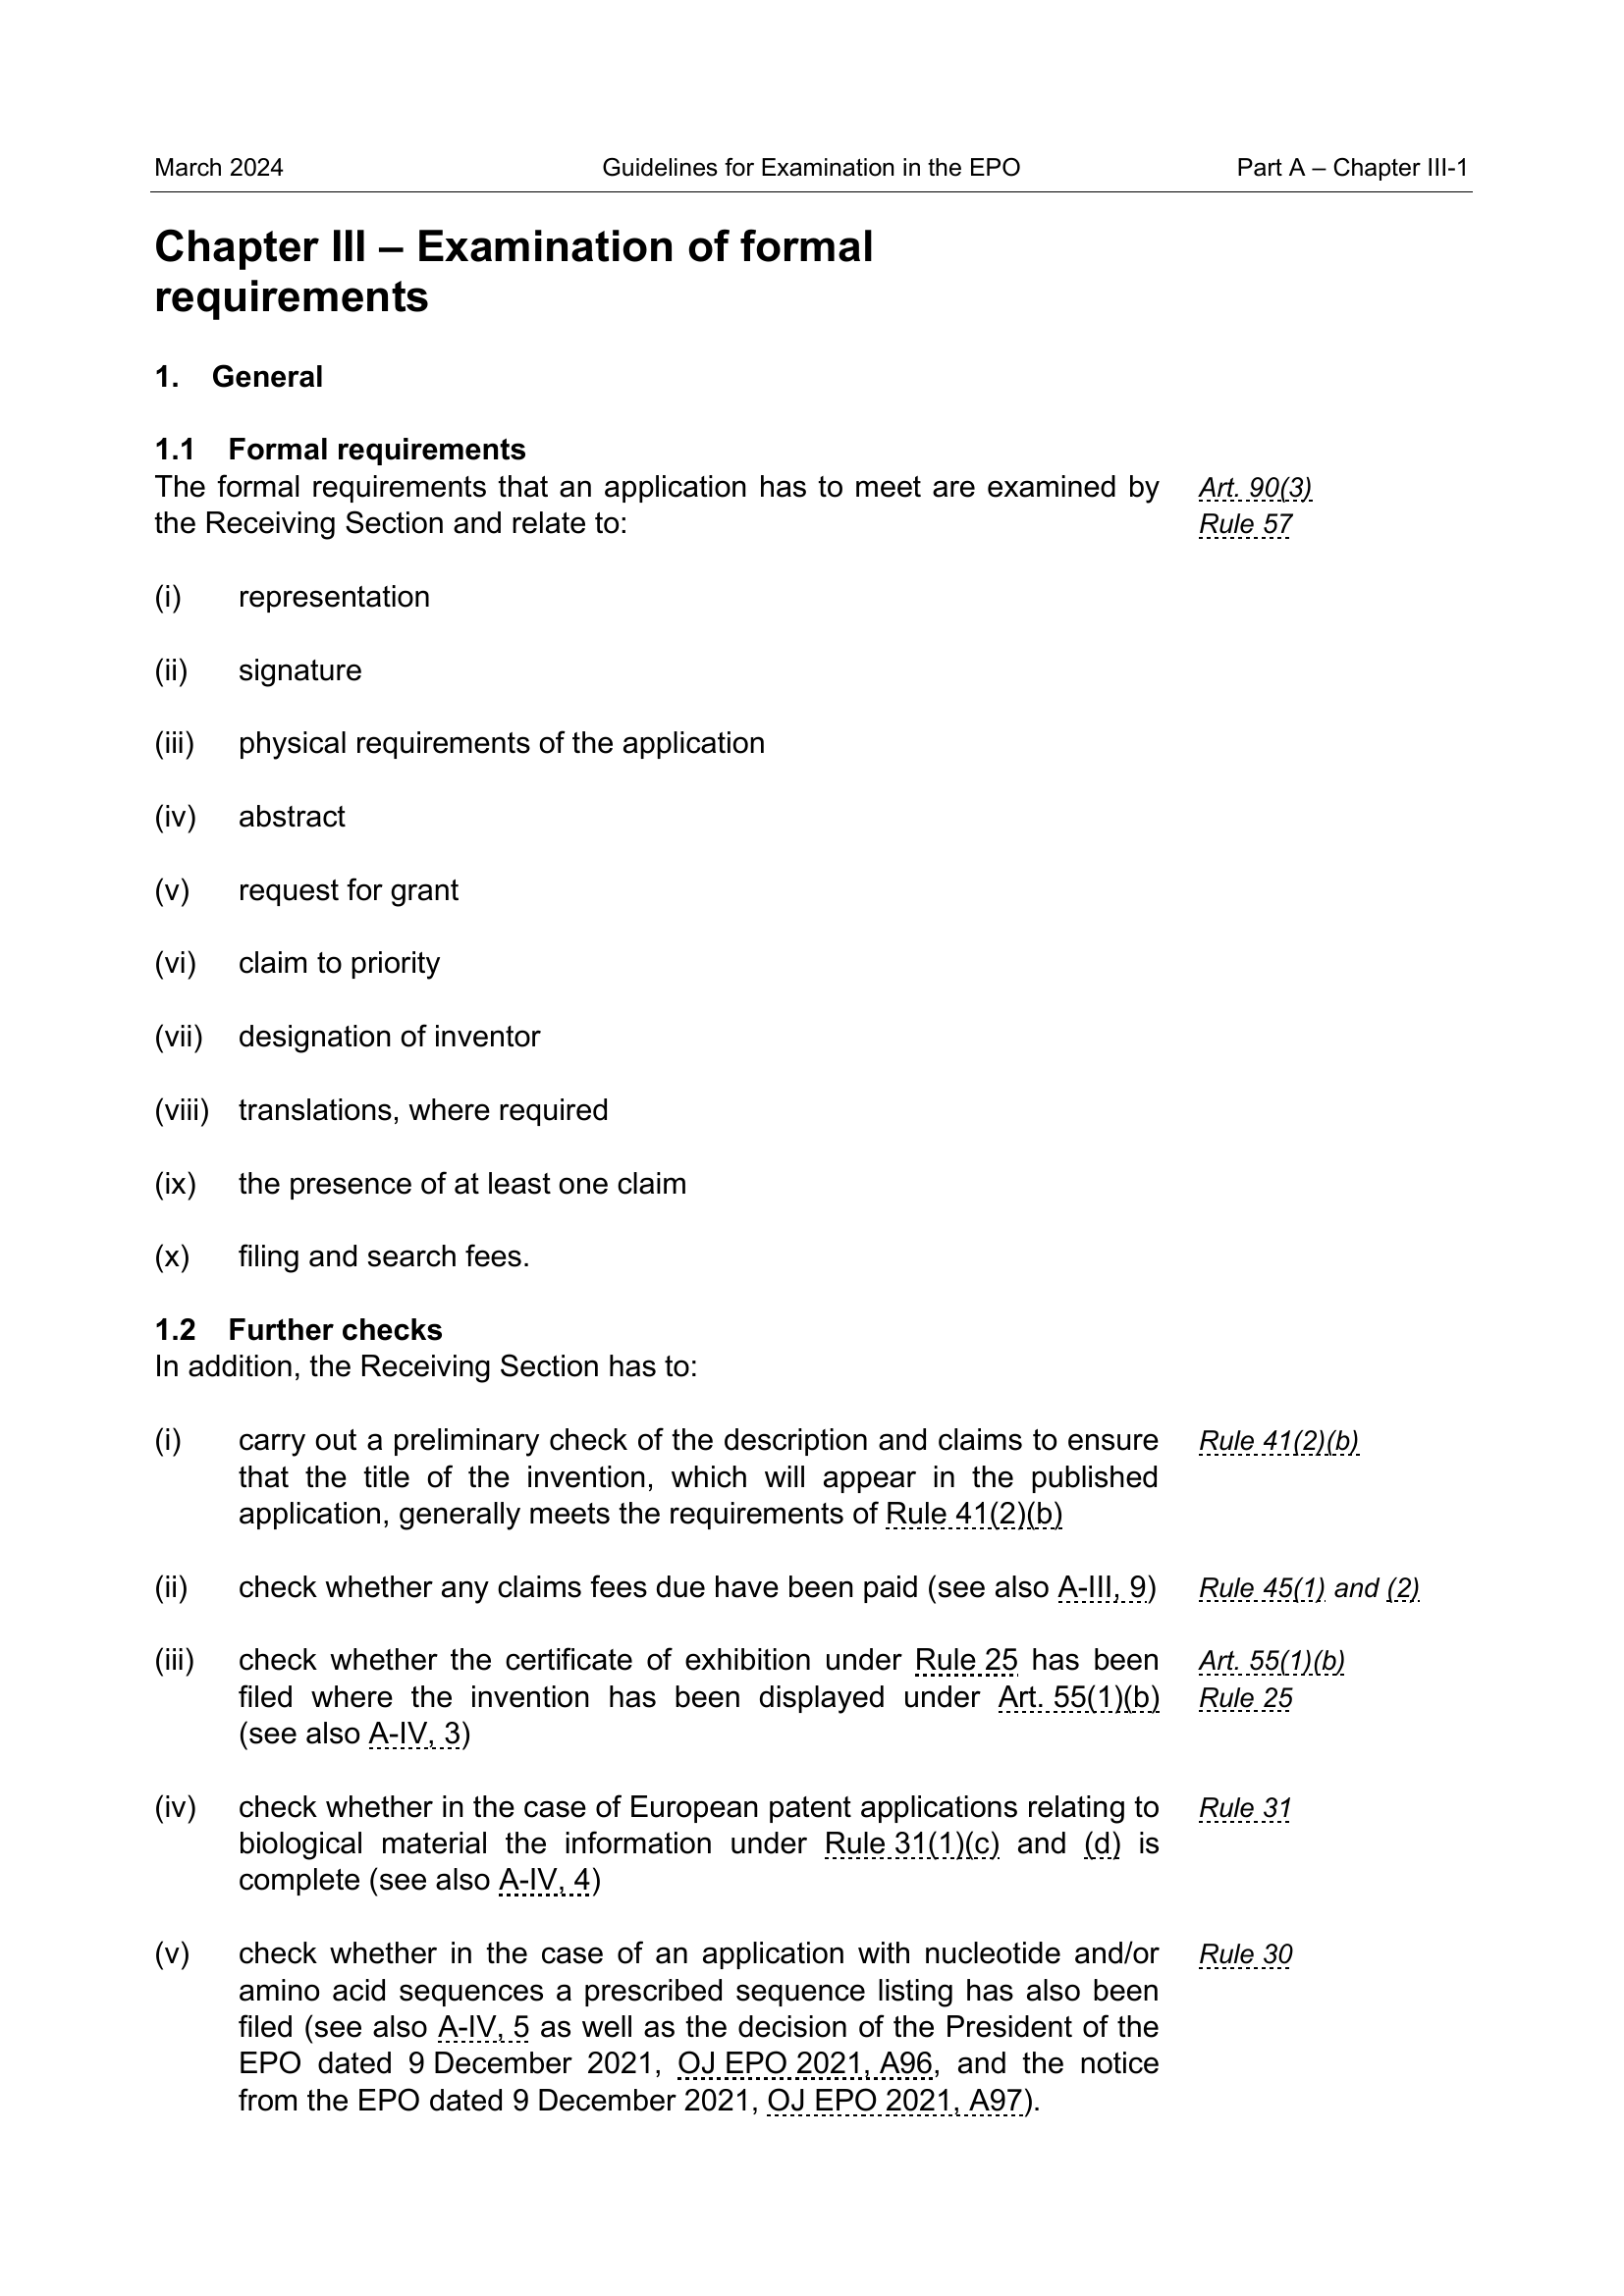 March 2024 Guidelines for Examination in the EPO Part A – Chapter III-1
Chapter III – Examination of formal
requirements
1. General
1.1 Formal requirements
The formal requirements that an application has to meet are examined by Art. 90(3)
the Receiving Section and relate to: Rule 57
(i) representation
(ii) signature
(iii) physical requirements of the application
(iv) abstract
(v) request for grant
(vi) claim to priority
(vii) designation of inventor
(viii) translations, where required
(ix) the presence of at least one claim
(x) filing and search fees.
1.2 Further checks
In addition, the Receiving Section has to:
(i) carry out a preliminary check of the description and claims to ensure Rule 41(2)(b)
that the title of the invention, which will appear in the published
application, generally meets the requirements of Rule 41(2)(b)
(ii) check whether any claims fees due have been paid (see also A-III, 9) Rule 45(1) and (2)
(iii) check whether the certificate of exhibition under Rule 25 has been Art. 55(1)(b)
filed where the invention has been displayed under Art. 55(1)(b) Rule 25
(see also A-IV, 3)
(iv) check whether in the case of European patent applications relating to Rule 31
biological material the information under Rule 31(1)(c) and (d) is
complete (see also A-IV, 4)
(v) check whether in the case of an application with nucleotide and/or Rule 30
amino acid sequences a prescribed sequence listing has also been
filed (see also A-IV, 5 as well as the decision of the President of the
EPO dated 9 December 2021, OJ EPO 2021, A96, and the notice
from the EPO dated 9 December 2021, OJ EPO 2021, A97).